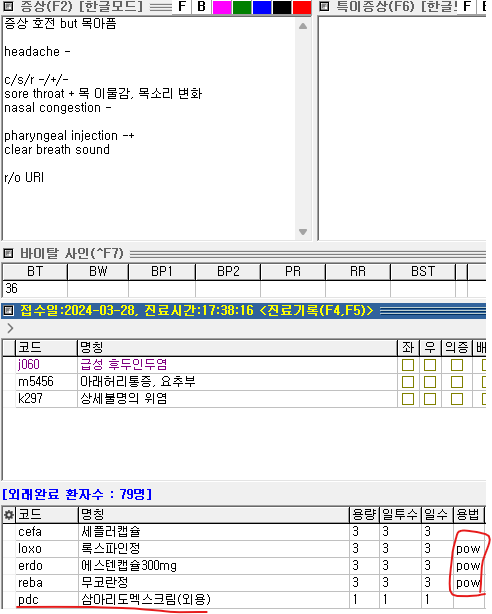 증상(F2) [한글모드] F B
특이증상(F6) [한글모 F B
증상 호전 but 목아픔
headache -
c/s/r -/+/-
sore throat + 목 이물감, 목소리 변화
nasal congestion -
pharyngeal injection -+
clear breath sound
r/o URI
바이탈 사인(^F7)
BT BW BP1 BP2 PR RR BST
36
접수일:2024-03-28, 진료시간:17:38:16 <진료기록(F4,F5)>
코드 명칭 좌 우 의증 배
j060 급성 후두인두염
m5456 아래허리통증, 요추부
k297 상세불명의 위염
[외래완료 환자수 : 79명]
코드 명칭 용량 일투수 일수 용법
cefa 세플러캡슐 3 3 3
loxo 록스파인정 3 3 3 pow
erdo 에스텐캡슐300mg 3 3 3 pow
reba 무코란정 3 3 3 pow
pdc 삼아리도멕스크림(외용) 1 1 1